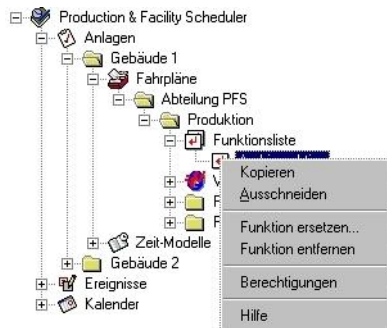 Production & Facility Scheduler
Anlagen
Gebäude 1
Fahrpläne
Abteilung PFS
Produktion
Funktionsliste
V
F
F
Zeit-Modelle
Gebäude 2
Ereignisse
Kalender
Kopieren
Ausschneiden
Funktion ersetzen...
Funktion entfernen
Berechtigungen
Hilfe